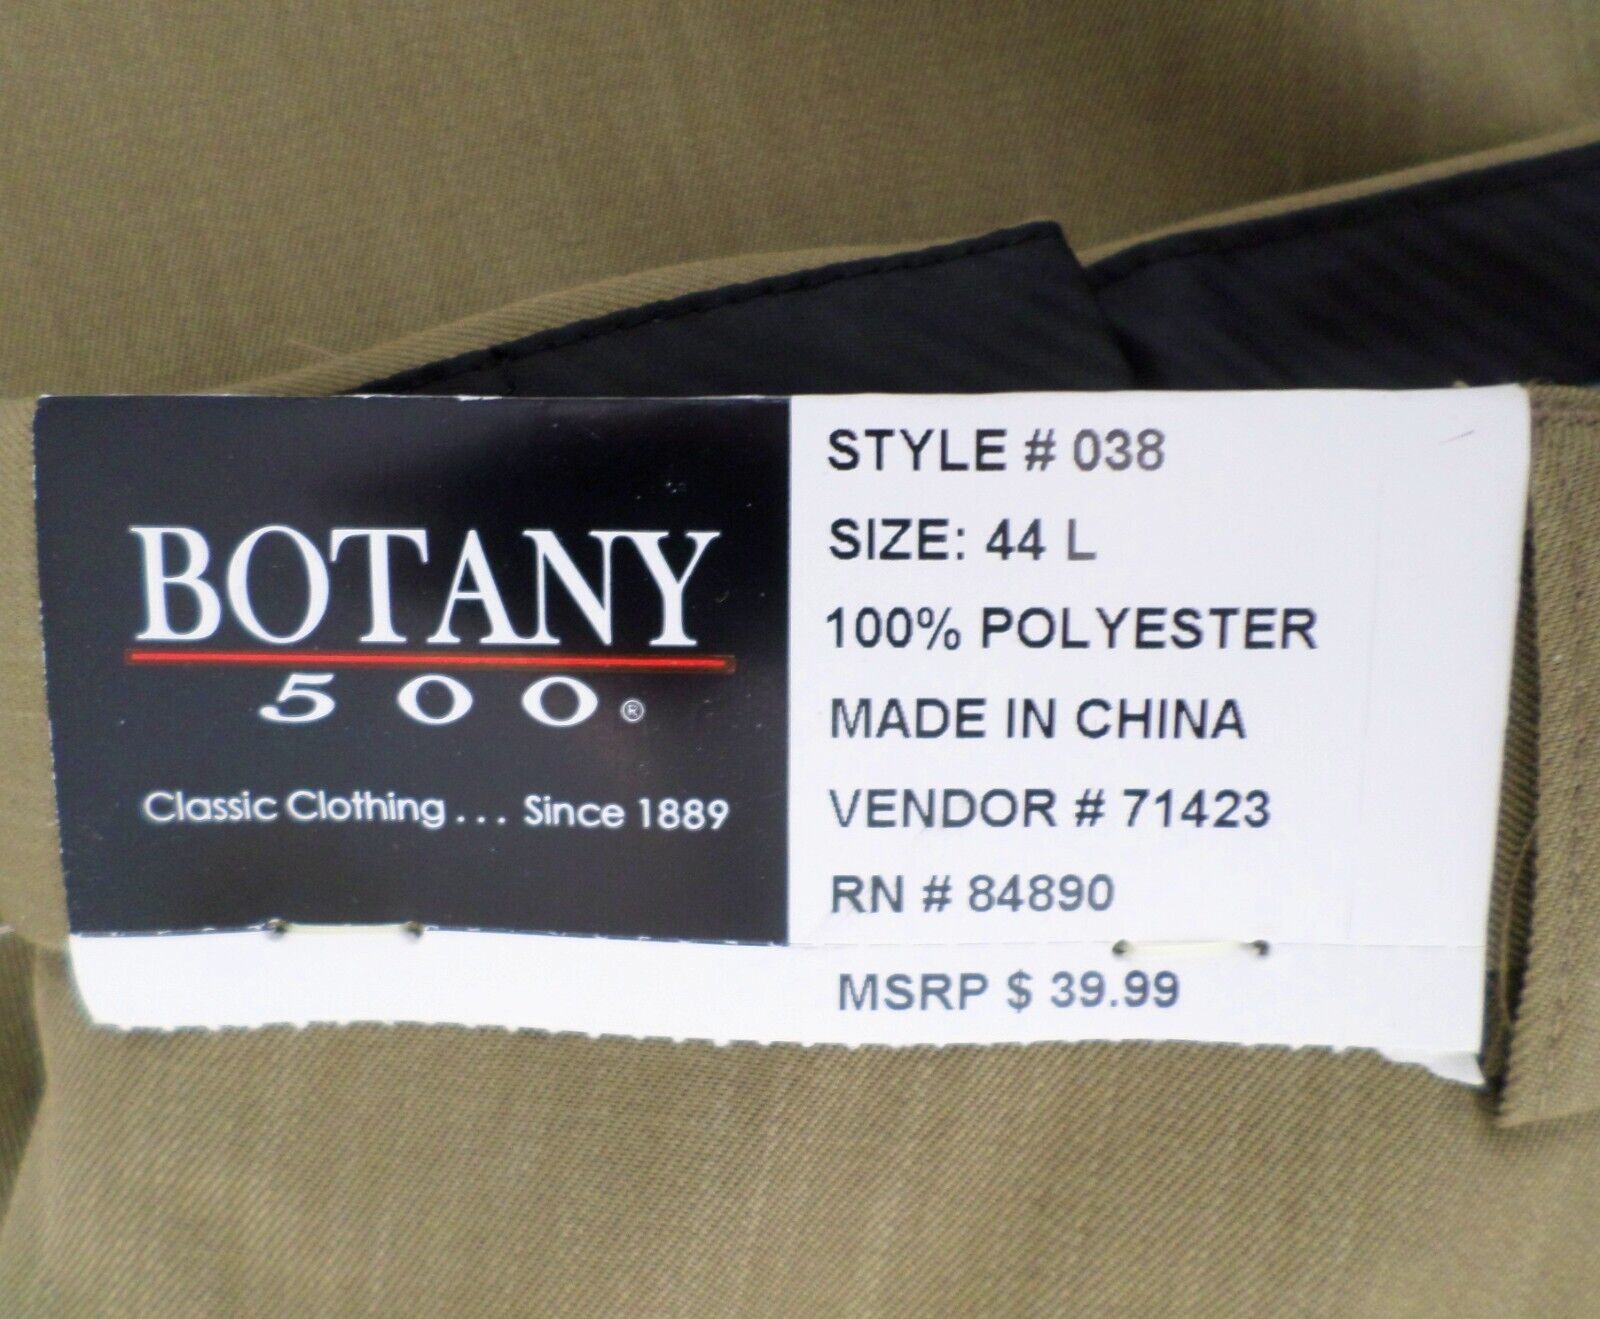 BOTANY
500®
Classic Clothing... Since 1889
STYLE # 038
SIZE: 44 L
100% POLYESTER
MADE IN CHINA
VENDOR # 71423
RN # 84890
MSRP $ 39.99